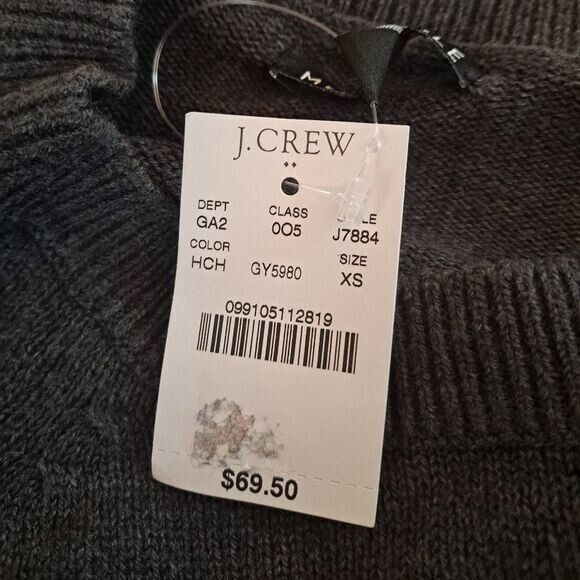 J.CREW
DEPT CLASS
GA2 005 J7884
COLOR SIZE
HCH GY5980 XS
099105112819
$69.50